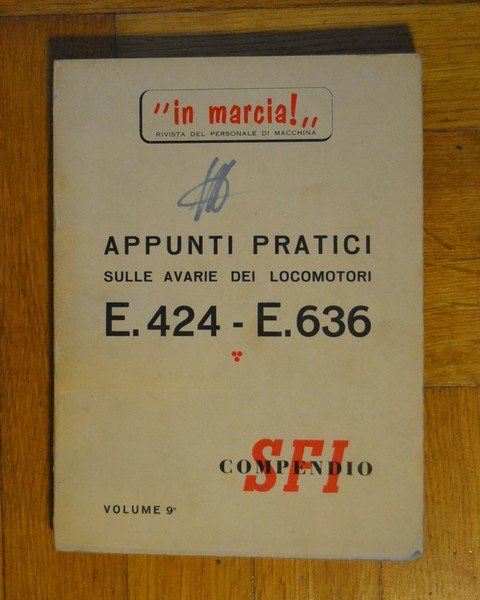 "in marcia!„
RIVISTA DEL PERSONALE DI MACCHINA
APPUNTI PRATICI
SULLE AVARIE DEI LOCOMOTORI
E.424 - E.636
SFI
COMPENDIO
VOLUME 9°